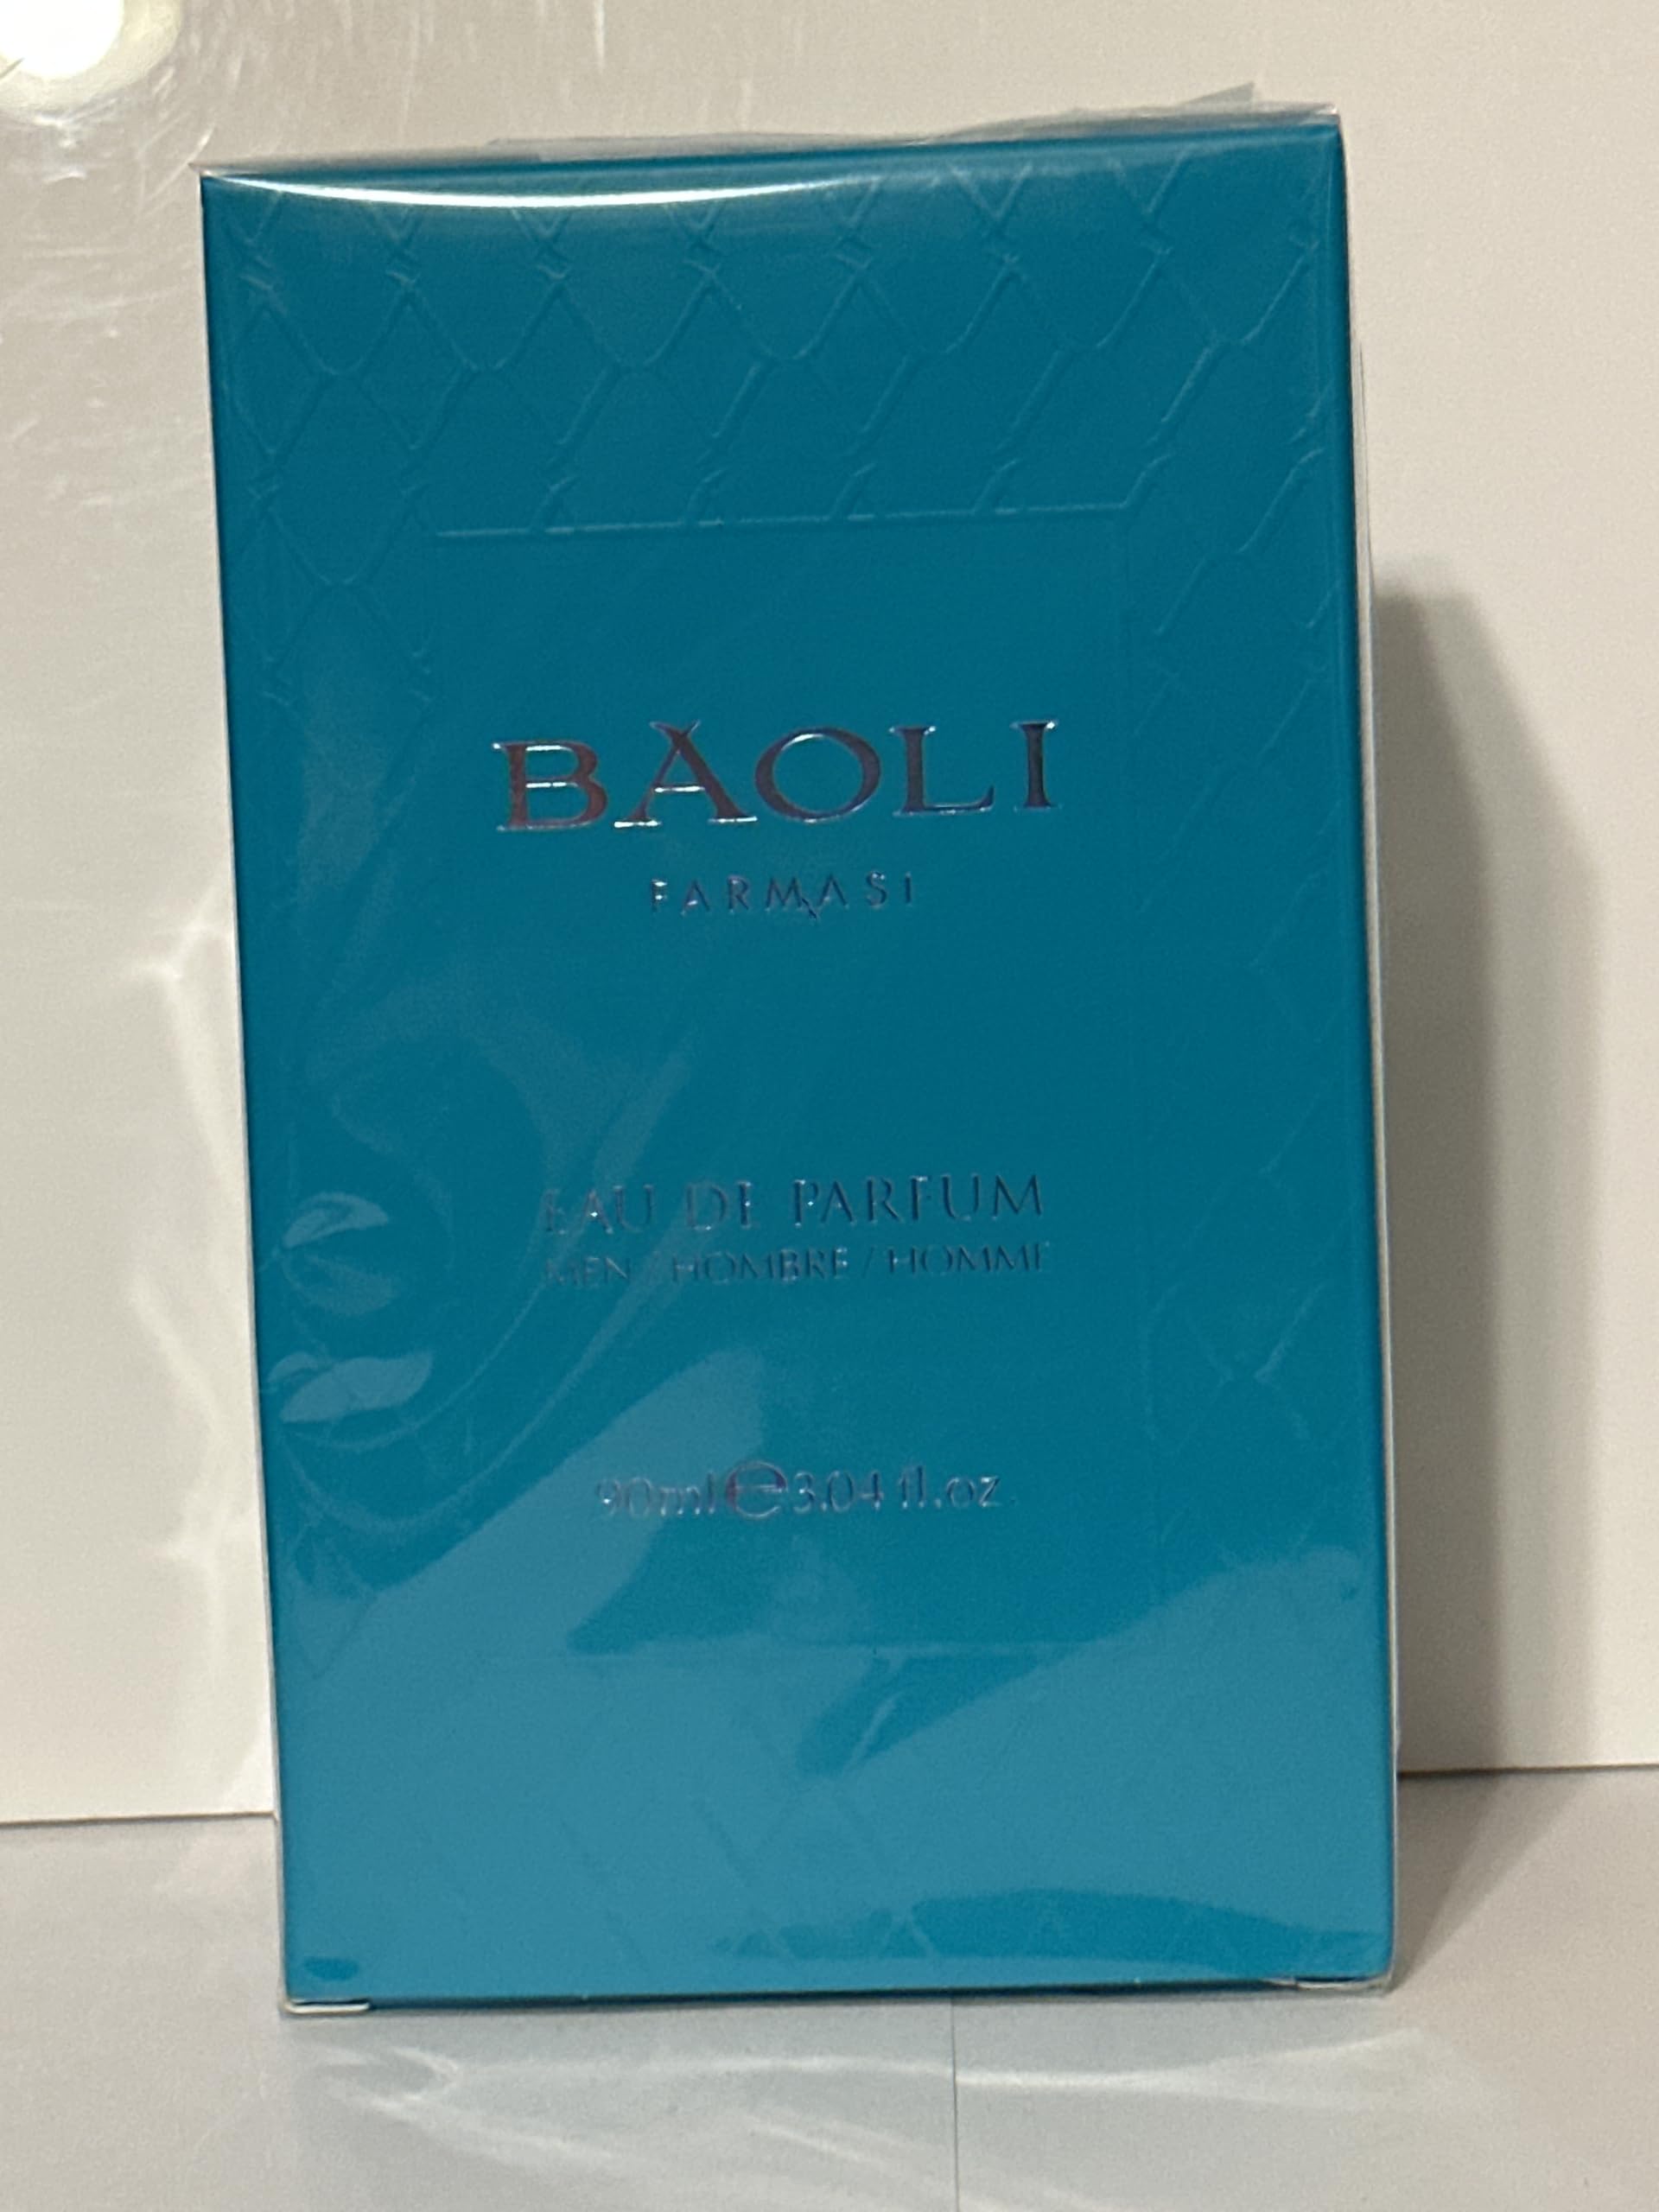 BAOLI
FARMASI
EAU DE PARFUM
MEN / HOMBRE / HOMME
90ml e 3.04 fl.oz